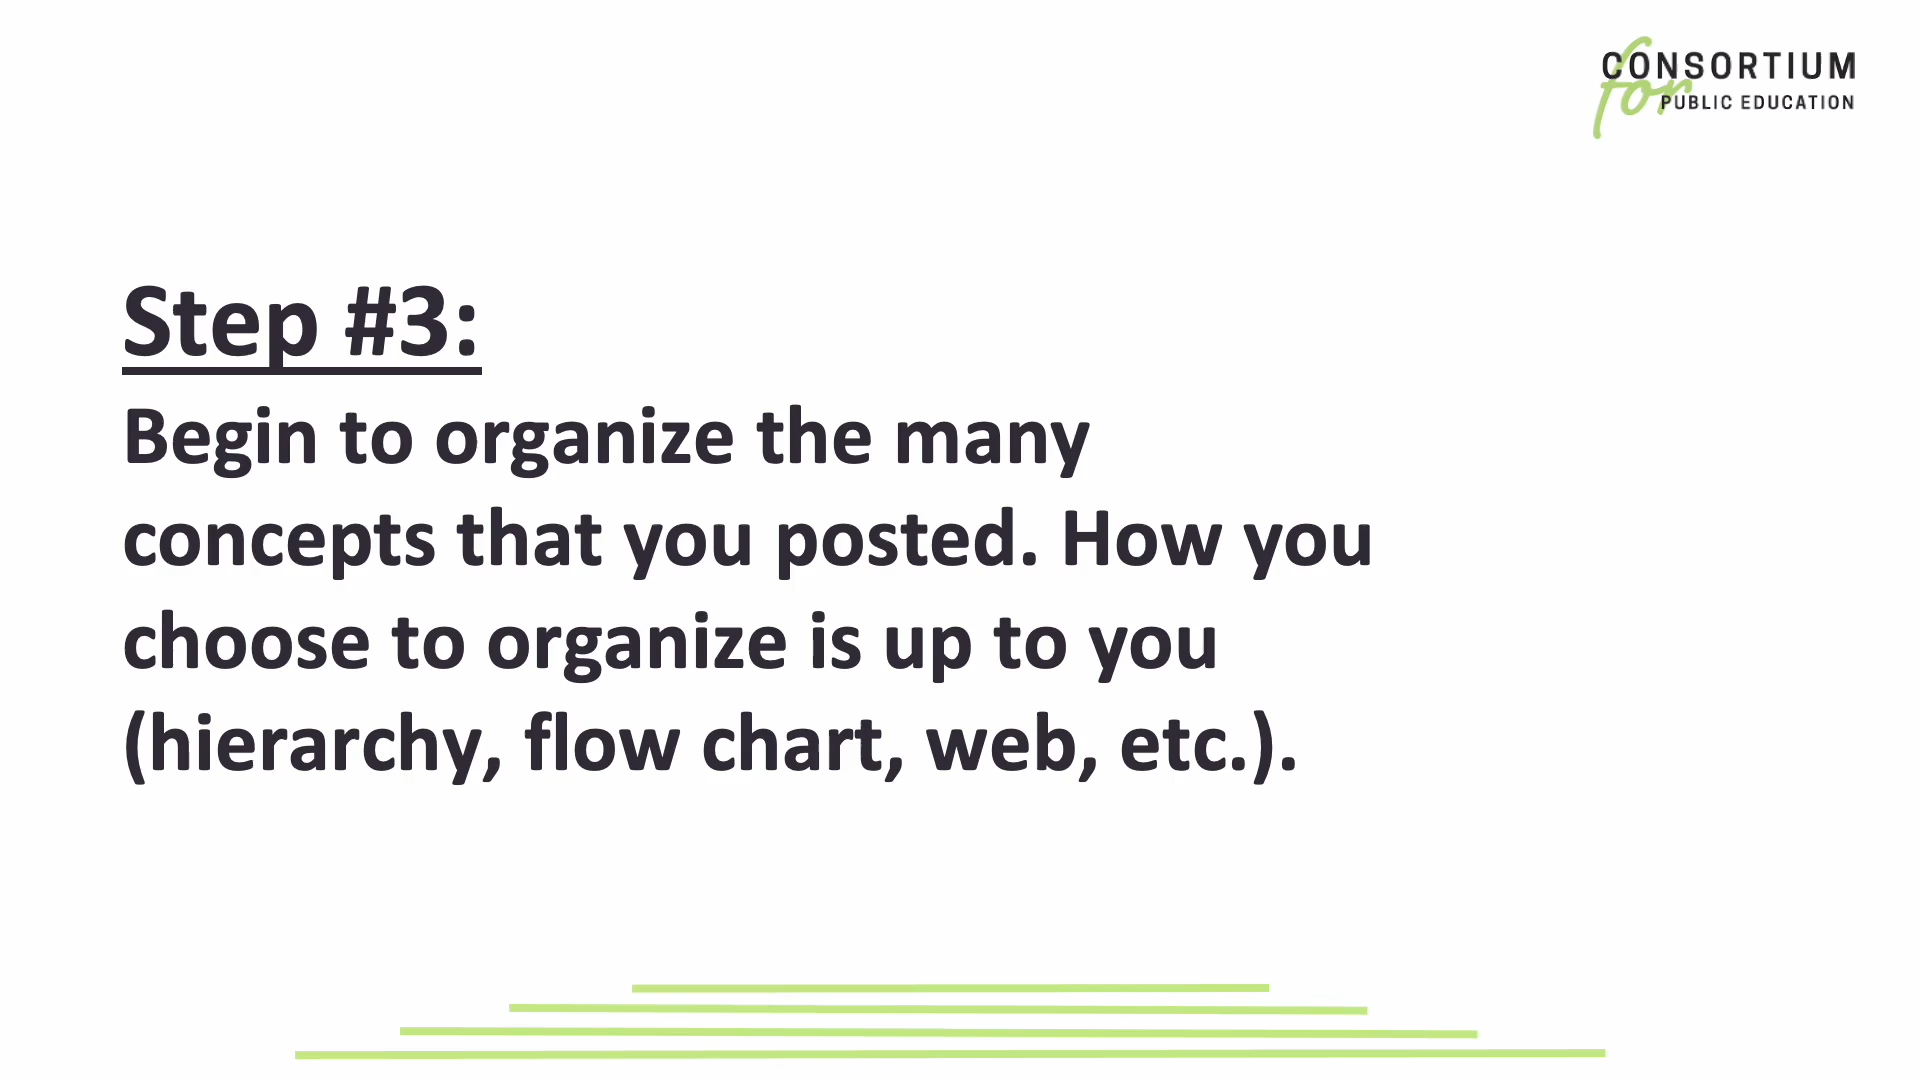 CONSORTIUM
for
PUBLIC EDUCATION
Step #3:
Begin to organize the many
concepts that you posted. How you
choose to organize is up to you
(hierarchy, flow chart, web, etc.).